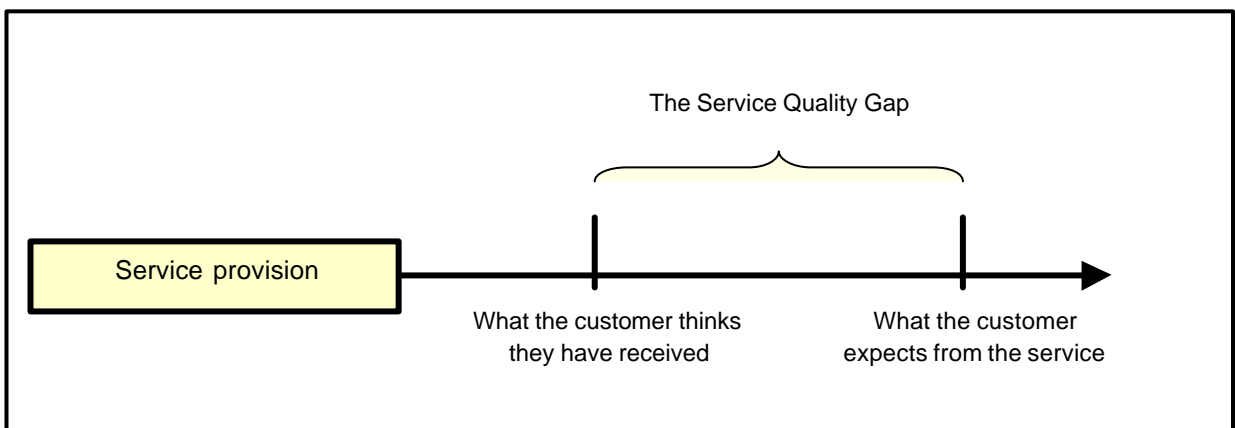 The Service Quality Gap
Service provision
What the customer thinks
they have received
What the customer
expects from the service